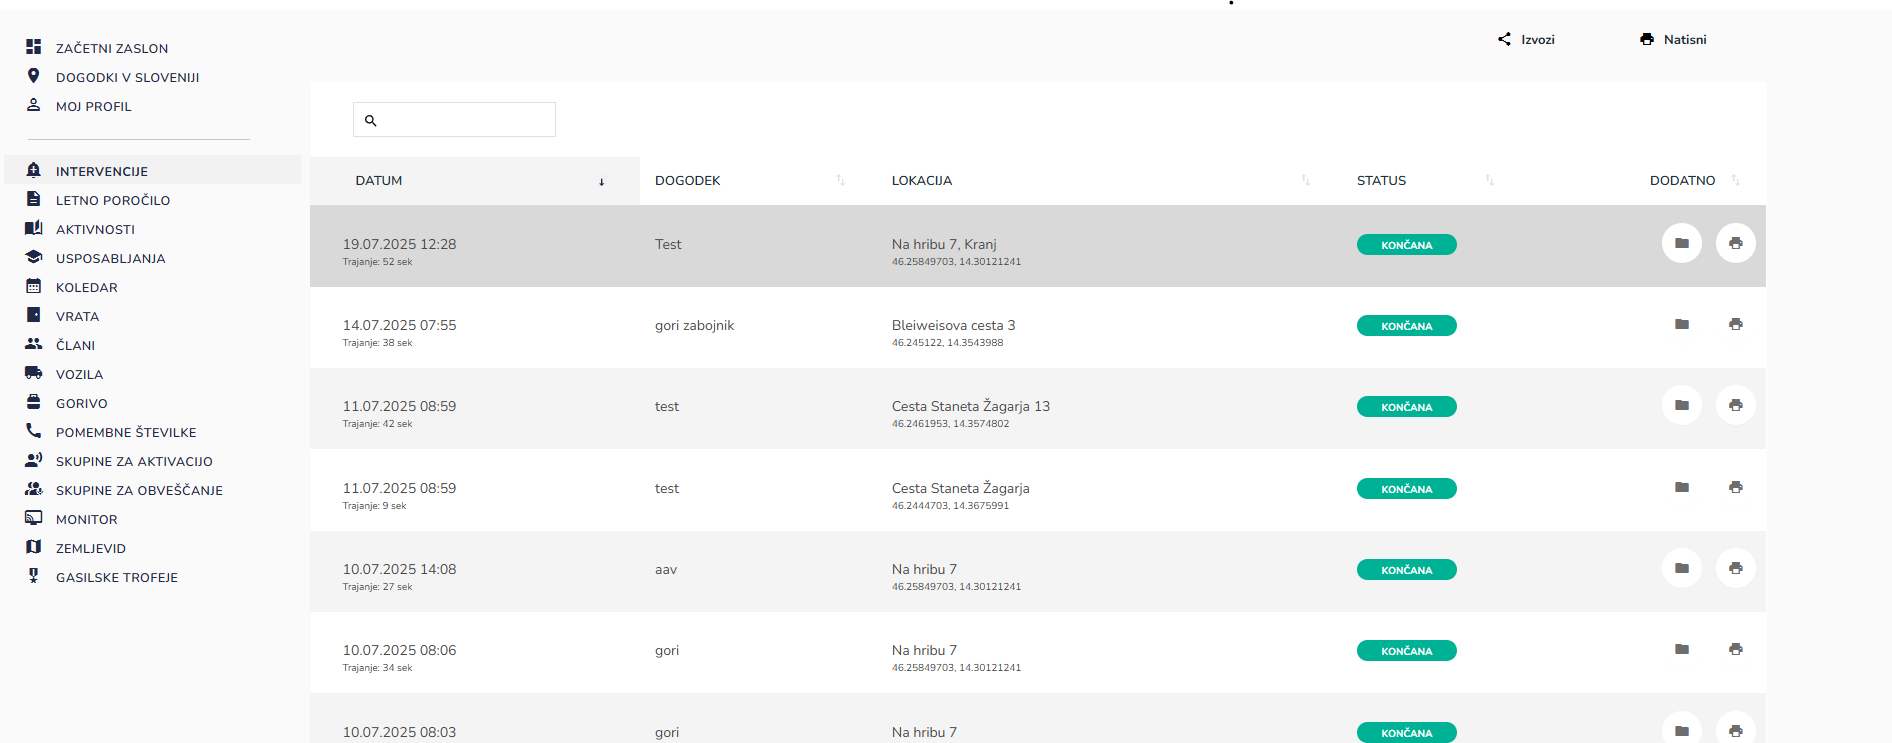 Izvozi
Natisni
ZAČETNI ZASLON
DOGODKI V SLOVENIJI
MOJ PROFIL
INTERVENCIJE
LETNO POROČILO
AKTIVNOSTI
USPOSABLJANJA
KOLEDAR
VRATA
ČLANI
VOZILA
GORIVO
POMEMBNE ŠTEVILKE
SKUPINE ZA AKTIVACIJO
SKUPINE ZA OBVEŠČANJE
MONITOR
ZEMLJEVID
GASILSKE TROFEJE
DATUM DOGODEK LOKACIJA STATUS DODATNO
19.07.2025 12:28 Test Na hribu 7, Kranj KONČANA
Trajanje: 52 sek 46.25849703, 14.30121241
14.07.2025 07:55 gori zabojnik Bleiweisova cesta 3 KONČANA
Trajanje: 38 sek 46.245122, 14.3543988
11.07.2025 08:59 test Cesta Staneta Žagarja 13 KONČANA
Trajanje: 42 sek 46.2461953, 14.3574802
11.07.2025 08:59 test Cesta Staneta Žagarja KONČANA
Trajanje: 9 sek 46.2444703, 14.3675991
10.07.2025 14:08 aav Na hribu 7 KONČANA
Trajanje: 27 sek 46.25849703, 14.30121241
10.07.2025 08:06 gori Na hribu 7 KONČANA
Trajanje: 34 sek 46.25849703, 14.30121241
10.07.2025 08:03 gori Na hribu 7 KONČANA